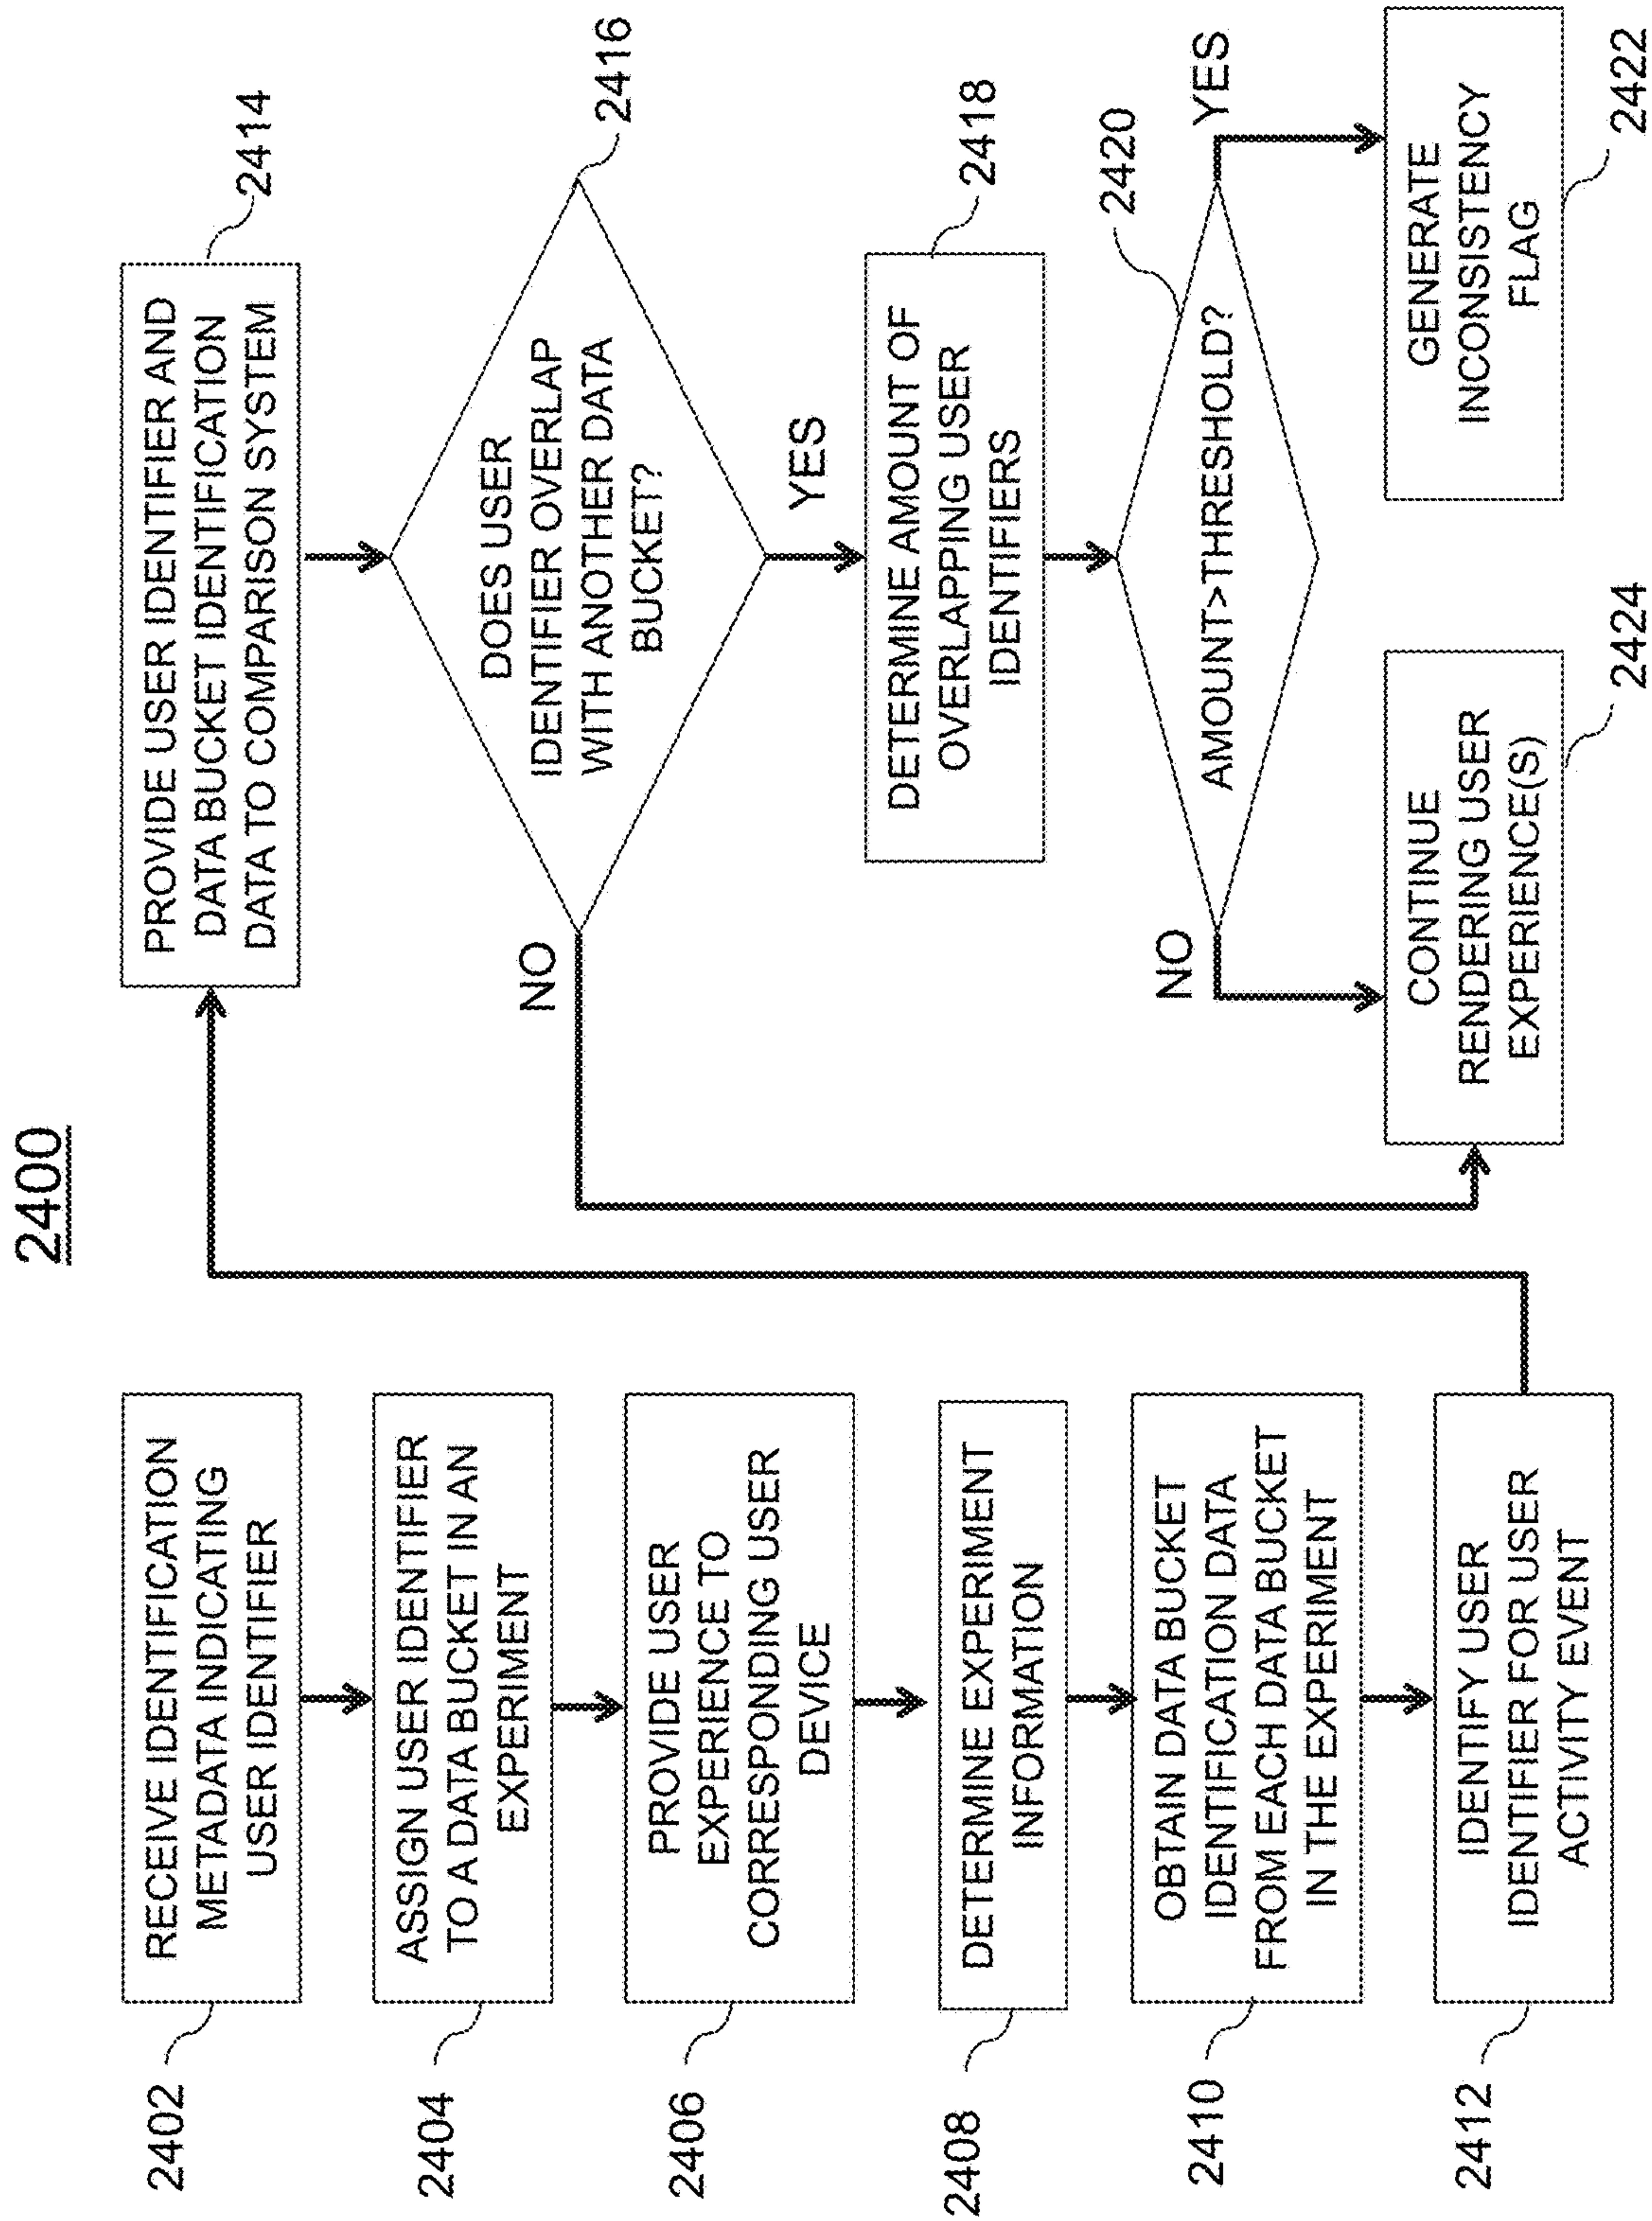 2400
2402
RECEIVE IDENTIFICATION
METADATA INDICATING
USER IDENTIFIER
2404
ASSIGN USER IDENTIFIER
TO A DATA BUCKET IN AN
EXPERIMENT
2406
PROVIDE USER
EXPERIENCE TO
CORRESPONDING USER
DEVICE
2408
DETERMINE EXPERIMENT
INFORMATION
2410
OBTAIN DATA BUCKET
IDENTIFICATION DATA
FROM EACH DATA BUCKET
IN THE EXPERIMENT
2412
IDENTIFY USER
IDENTIFIER FOR USER
ACTIVITY EVENT
2414
PROVIDE USER IDENTIFIER AND
DATA BUCKET IDENTIFICATION
DATA TO COMPARISON SYSTEM
2416
DOES USER
IDENTIFIER OVERLAP
WITH ANOTHER DATA
BUCKET?
NO
YES
2418
DETERMINE AMOUNT OF
OVERLAPPING USER
IDENTIFIERS
2420
AMOUNT>THRESHOLD?
NO
YES
CONTINUE
RENDERING USER
EXPERIENCE(S)
2424
GENERATE
INCONSISTENCY
FLAG
2422